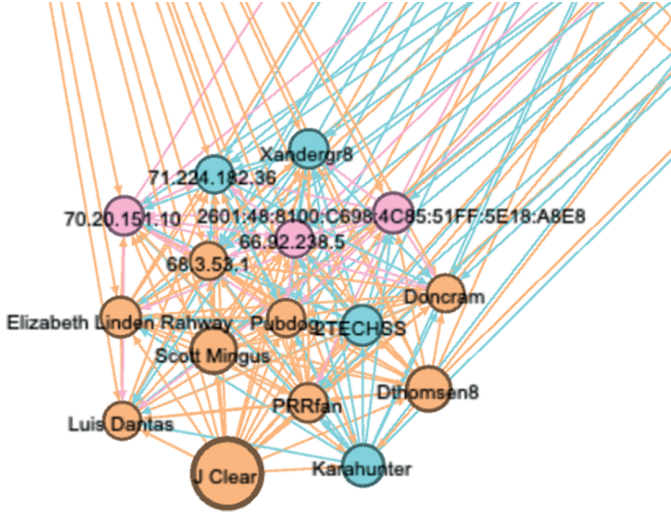 Xandergr8
71.224.182.36
70.20.151.10
2601:48:8100:C698:4C85:51FF:5E18:A8E8
66.92.238.5
68.3.53.1
Doncram
Elizabeth Linden Rahway
Pubdog
2TECHSS
Scott Mingus
Dthomsen8
PRRfan
Luis Dantas
J Clear
Karahunter